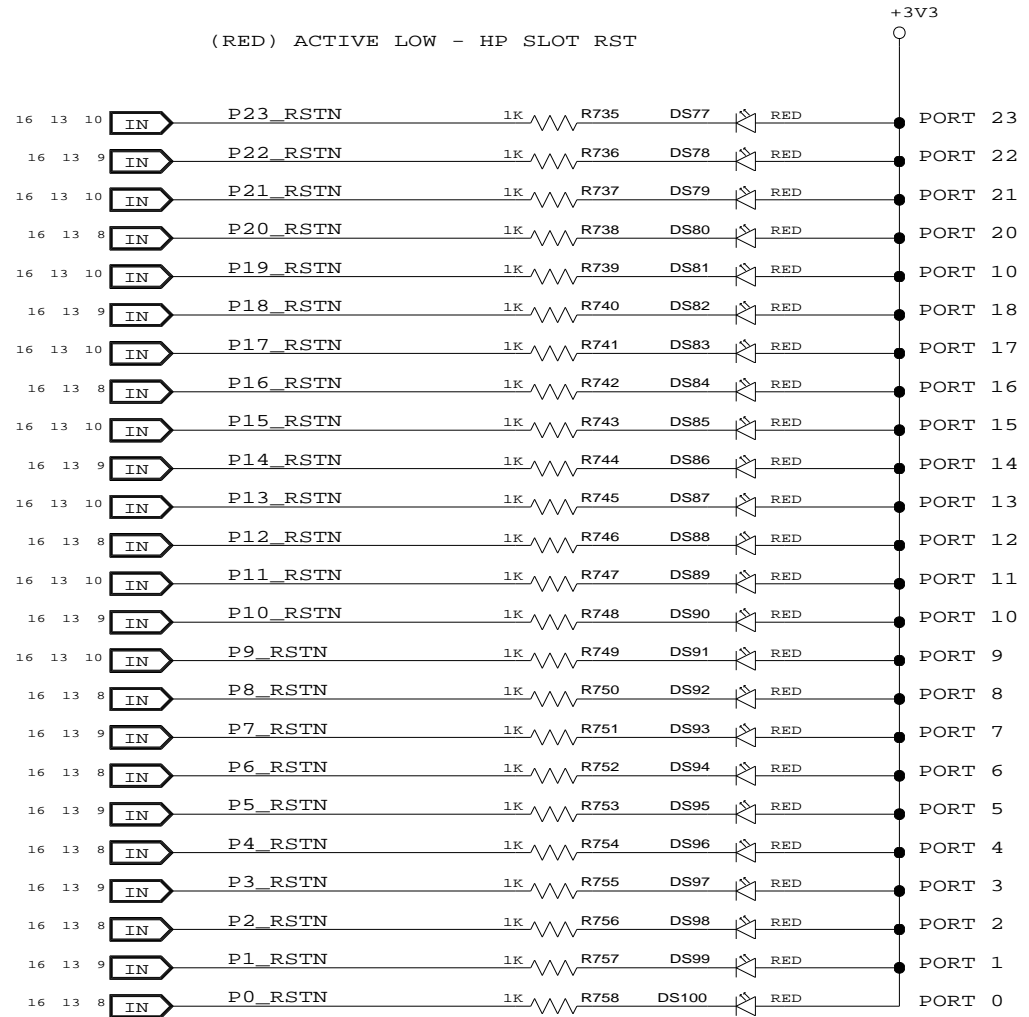 +3V3
(RED) ACTIVE LOW - HP SLOT RST
16 13 10 IN P23_RSTN 1K R735 DS77 RED PORT 23
16 13 9 IN P22_RSTN 1K R736 DS78 RED PORT 22
16 13 10 IN P21_RSTN 1K R737 DS79 RED PORT 21
16 13 8 IN P20_RSTN 1K R738 DS80 RED PORT 20
16 13 10 IN P19_RSTN 1K R739 DS81 RED PORT 10
16 13 9 IN P18_RSTN 1K R740 DS82 RED PORT 18
16 13 10 IN P17_RSTN 1K R741 DS83 RED PORT 17
16 13 8 IN P16_RSTN 1K R742 DS84 RED PORT 16
16 13 10 IN P15_RSTN 1K R743 DS85 RED PORT 15
16 13 9 IN P14_RSTN 1K R744 DS86 RED PORT 14
16 13 10 IN P13_RSTN 1K R745 DS87 RED PORT 13
16 13 8 IN P12_RSTN 1K R746 DS88 RED PORT 12
16 13 10 IN P11_RSTN 1K R747 DS89 RED PORT 11
16 13 9 IN P10_RSTN 1K R748 DS90 RED PORT 10
16 13 10 IN P9_RSTN 1K R749 DS91 RED PORT 9
16 13 8 IN P8_RSTN 1K R750 DS92 RED PORT 8
16 13 9 IN P7_RSTN 1K R751 DS93 RED PORT 7
16 13 8 IN P6_RSTN 1K R752 DS94 RED PORT 6
16 13 9 IN P5_RSTN 1K R753 DS95 RED PORT 5
16 13 8 IN P4_RSTN 1K R754 DS96 RED PORT 4
16 13 9 IN P3_RSTN 1K R755 DS97 RED PORT 3
16 13 8 IN P2_RSTN 1K R756 DS98 RED PORT 2
16 13 9 IN P1_RSTN 1K R757 DS99 RED PORT 1
16 13 8 IN P0_RSTN 1K R758 DS100 RED PORT 0